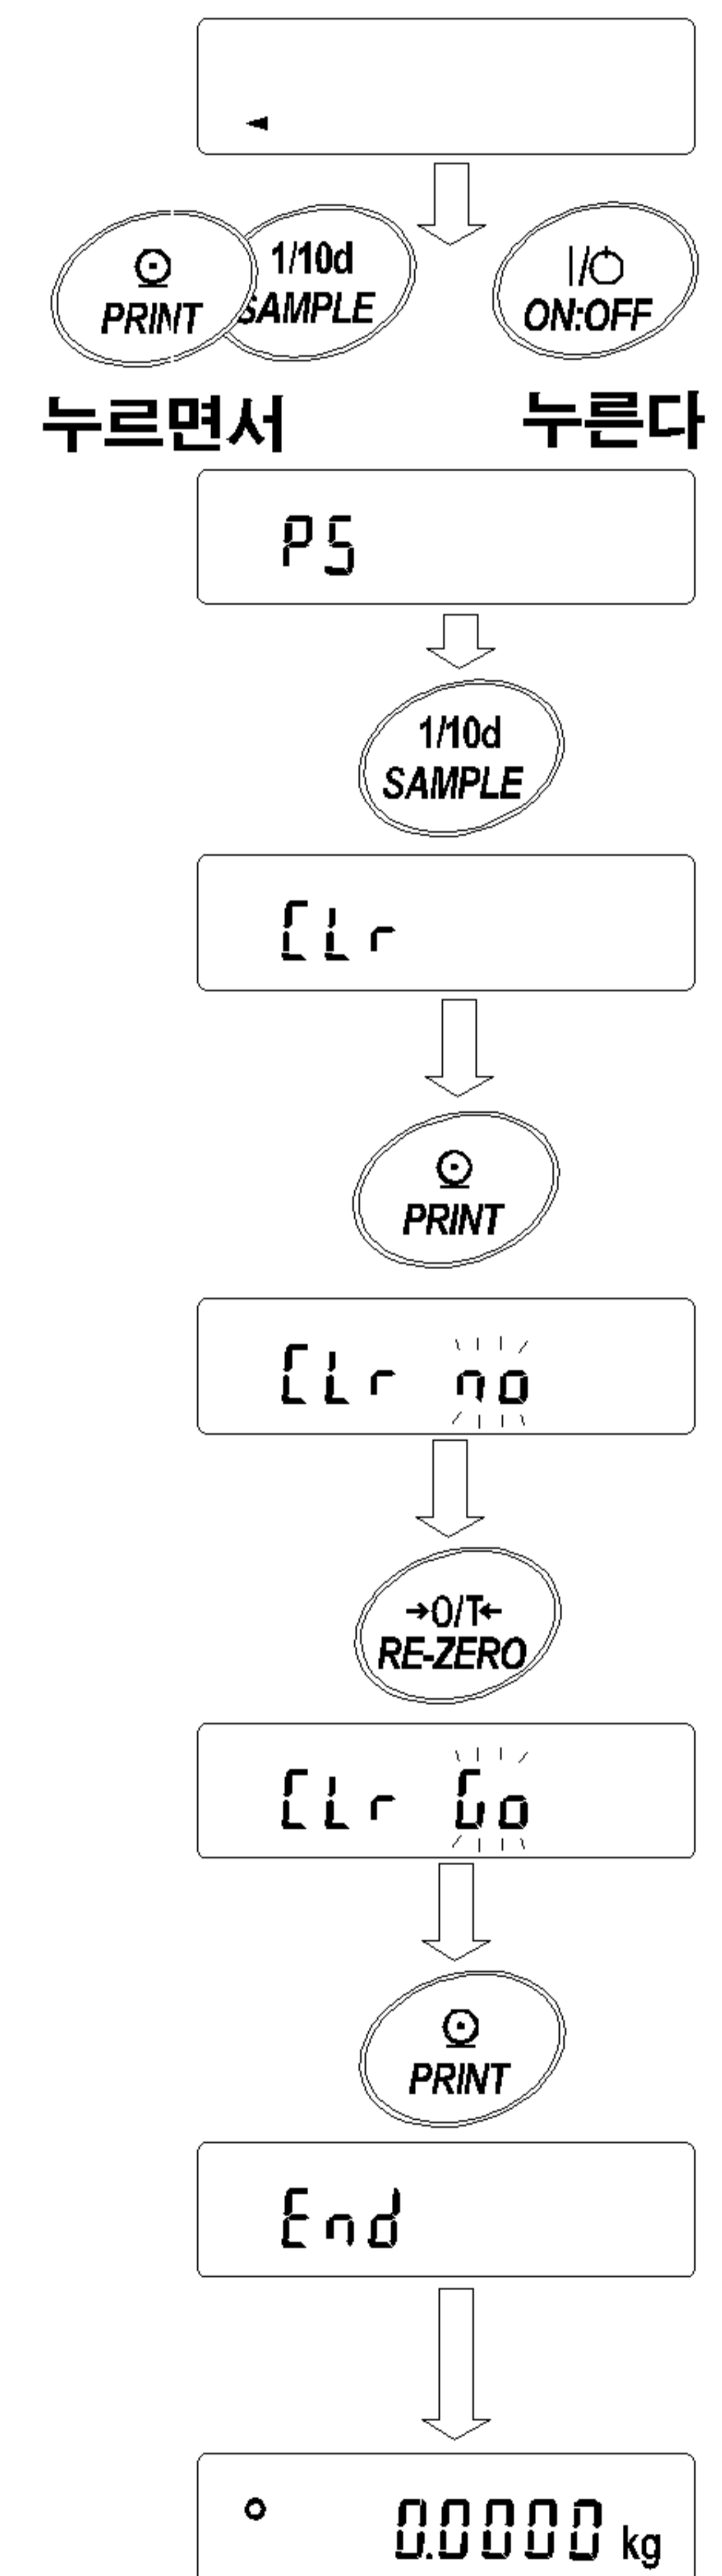 1/10d
PRINT SAMPLE ON:OFF
누르면서 누른다
PS
1/10d
SAMPLE
CLr
PRINT
CLr no
→0/T←
RE-ZERO
CLr Go
PRINT
End
0.0000 kg